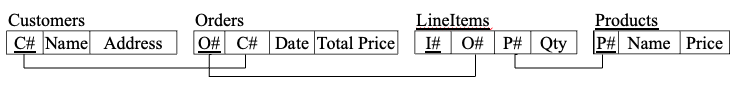 Customers Orders LineItems Products
C# Name Address O# C# Date Total Price I# O# P# Qty P# Name Price